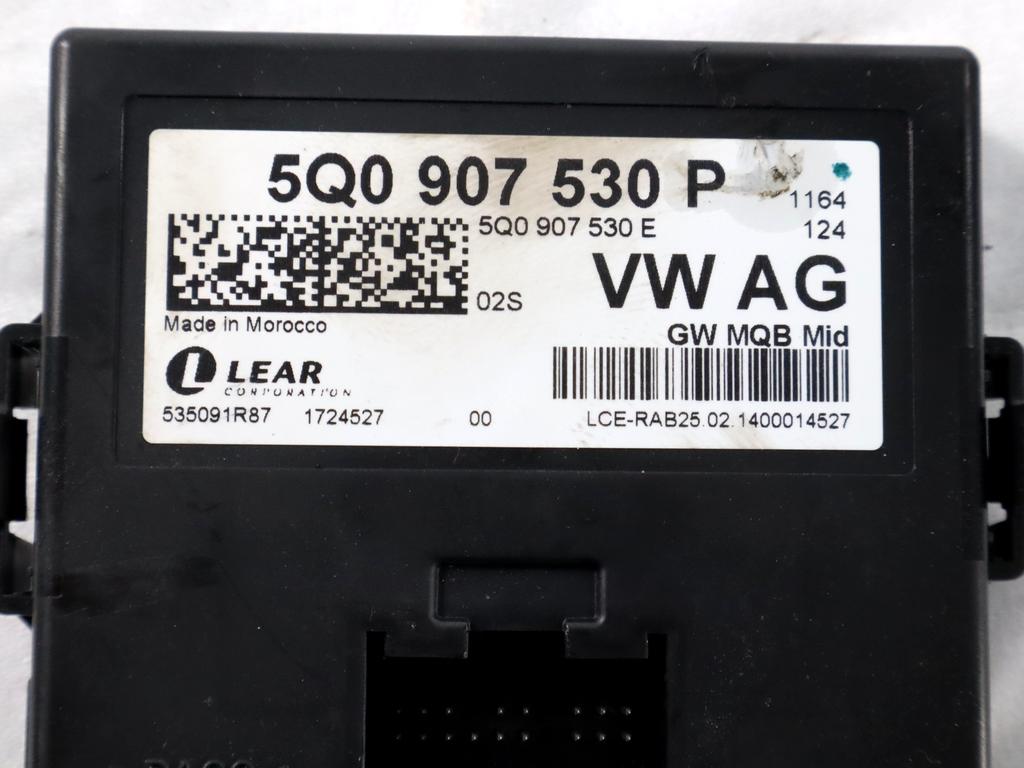 5Q0 907 530 P
1164
5Q0 907 530 E
124
VW AG
02S
Made in Morocco
GW MQB Mid
LEAR
CORPORATION
535091R87 1724527 00 LCE-RAB25.02.1400014527